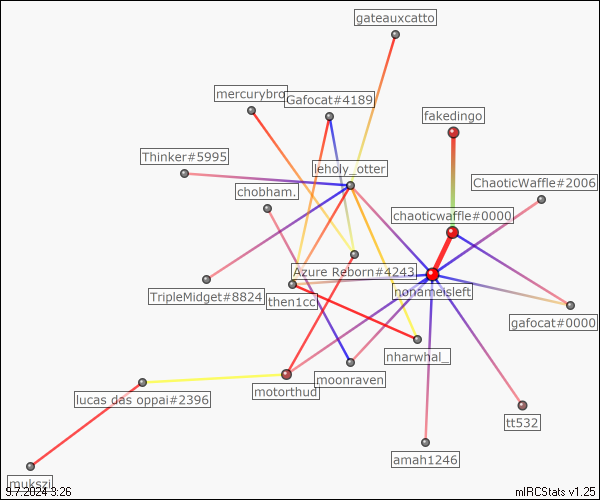 gateauxcatto
mercurybro
Gafocat#4189
fakedingo
Thinker#5995
leholy_otter
chobham.
ChaoticWaffle#2006
chaoticwaffle#0000
Azure Reborn#4243
TripleMidget#8824
then1cc
nonameisleft
gafocat#0000
nharwhal_
moonraven
motorthud
lucas das oppai#2396
tt532
amah1246
mukszi
9.7.2024 3:26
mIRCStats v1.25